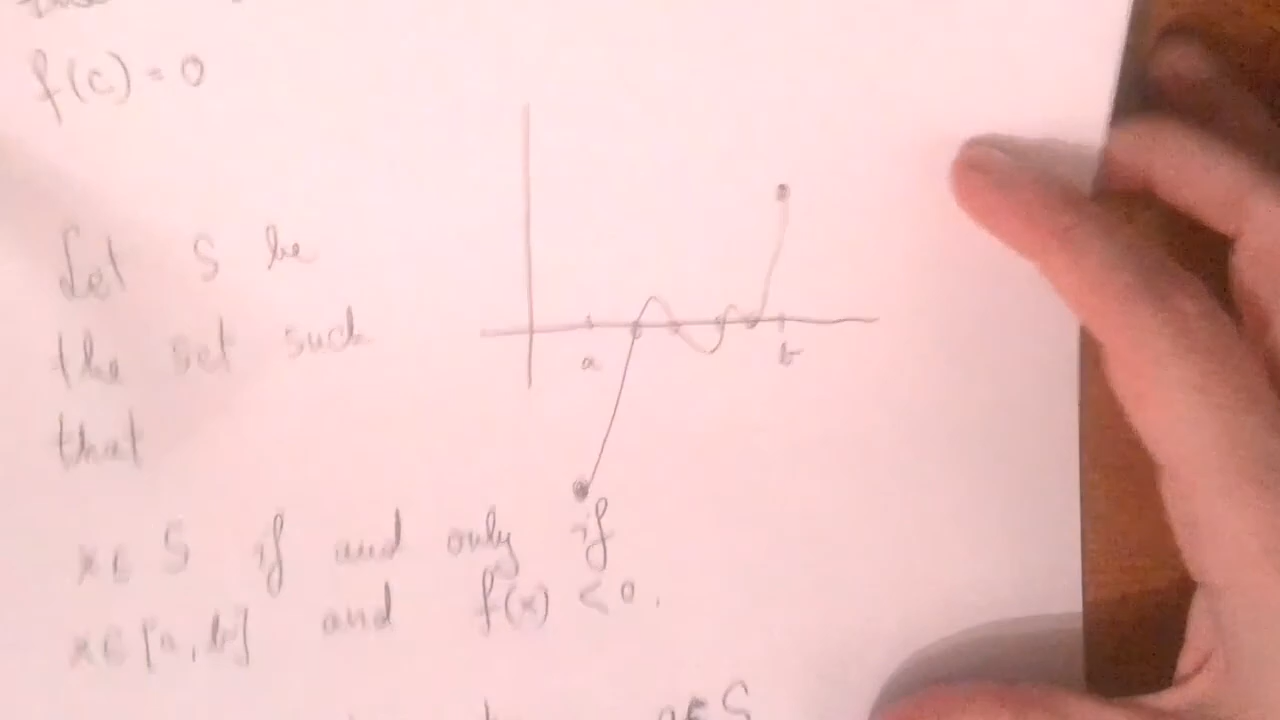 f(c) = 0
Let S be
the set such
that
a
b
x ∈ S if and only if
x ∈ [a, b] and f(x) < 0.
a ∈ S